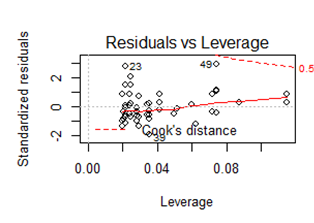 Residuals vs Leverage
Standardized residuals
2
0
-2
23
49
39
0.5
Cook's distance
0.00
0.04
0.08
Leverage